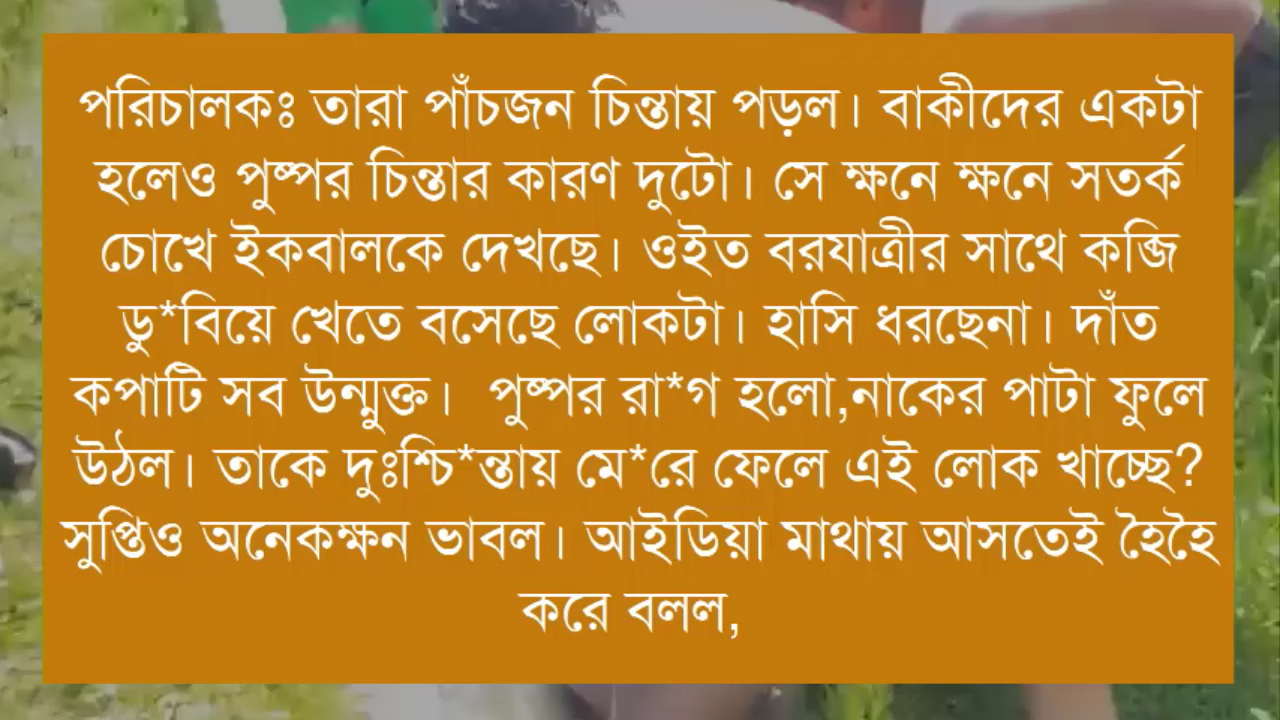 পরিচালকঃ তারা পাঁচজন চিন্তায় পড়ল। বাকীদের একটা
হলেও পুষ্পর চিন্তার কারণ দুটো। সে ক্ষনে ক্ষনে সতর্ক
চোখে ইকবালকে দেখছে। ওইত বরযাত্রীর সাথে কব্জি
ডু*বিয়ে খেতে বসেছে লোকটা। হাসি ধরছেনা। দাঁত
কপাটি সব উন্মুক্ত।  পুষ্পর রা*গ হলো,নাকের পাটা ফুলে
উঠল। তাকে দুঃশ্চি*ন্তায় মে*রে ফেলে এই লোক খাচ্ছে?
সুপ্তিও অনেকক্ষন ভাবল। আইডিয়া মাথায় আসতেই হৈহৈ
করে বলল,